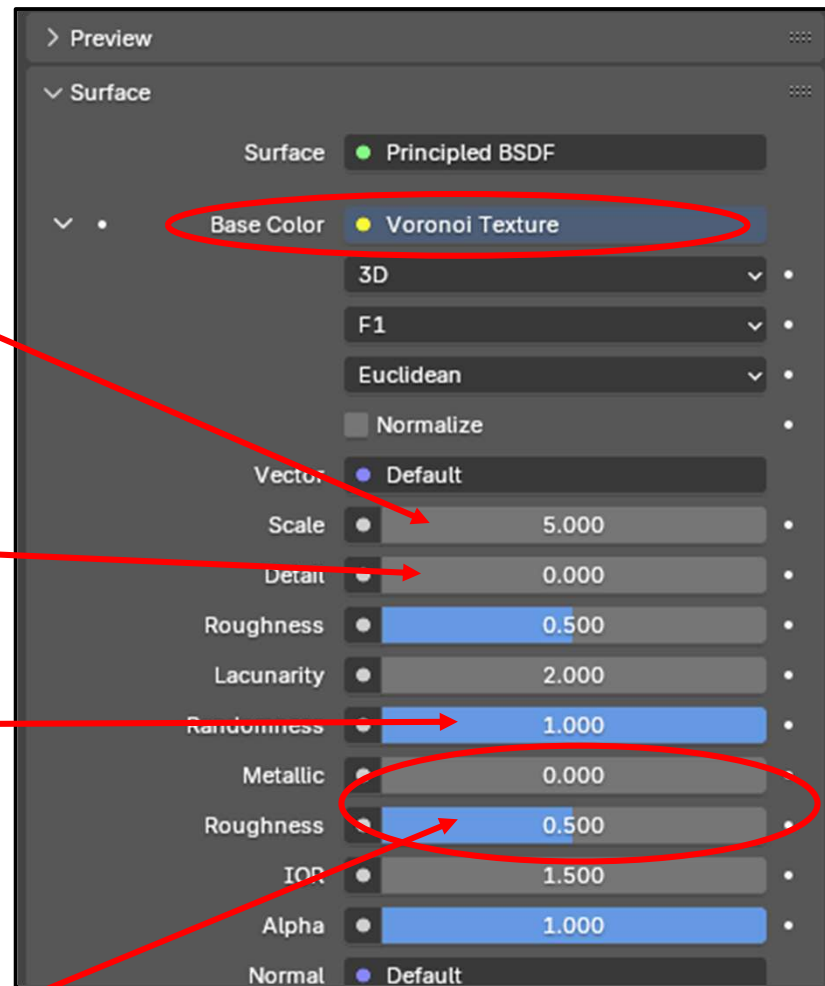 Preview
Surface
Surface Principled BSDF
Base Color Voronoi Texture
3D
F1
Euclidean
Normalize
Vector Default
Scale 5.000
Detail 0.000
Roughness 0.500
Lacunarity 2.000
Randomness 1.000
Metallic 0.000
Roughness 0.500
IOR 1.500
Alpha 1.000
Normal Default